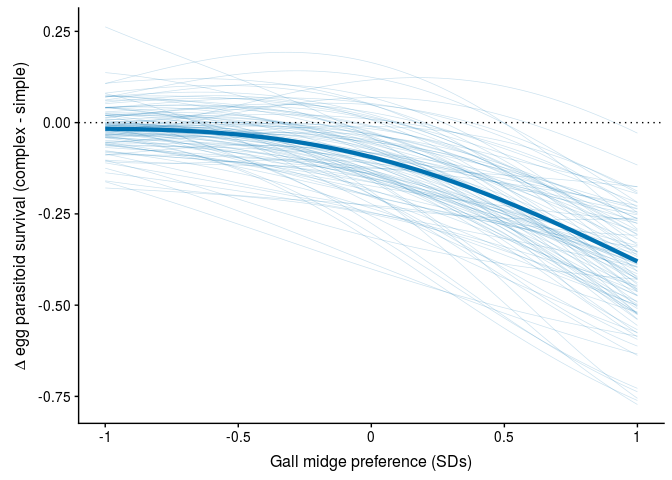 Δ egg parasitoid survival (complex - simple)
0.25
0.00
-0.25
-0.50
-0.75
-1 -0.5 0 0.5 1
Gall midge preference (SDs)